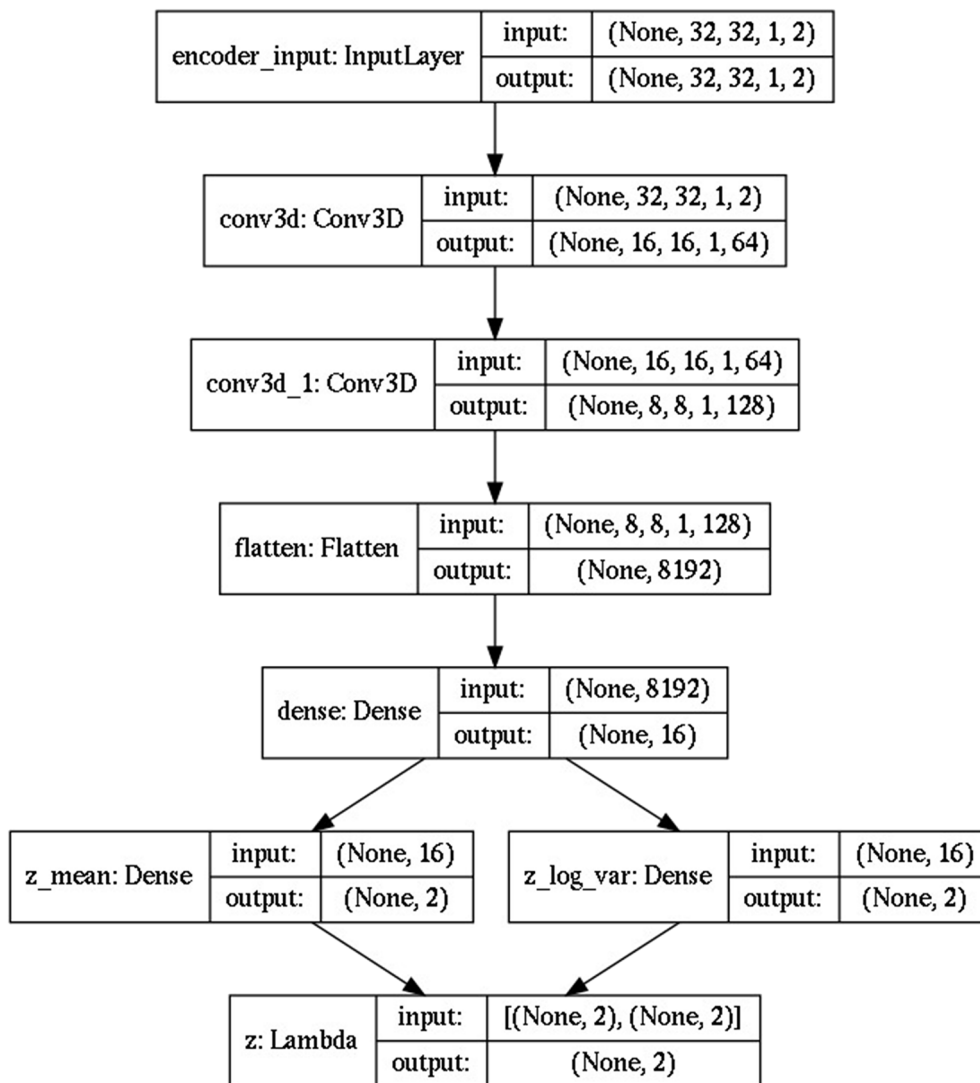 encoder_input: InputLayer
input: (None, 32, 32, 1, 2)
output: (None, 32, 32, 1, 2)
conv3d: Conv3D
input: (None, 32, 32, 1, 2)
output: (None, 16, 16, 1, 64)
conv3d_1: Conv3D
input: (None, 16, 16, 1, 64)
output: (None, 8, 8, 1, 128)
flatten: Flatten
input: (None, 8, 8, 1, 128)
output: (None, 8192)
dense: Dense
input: (None, 8192)
output: (None, 16)
z_mean: Dense
input: (None, 16)
output: (None, 2)
z_log_var: Dense
input: (None, 16)
output: (None, 2)
z: Lambda
input: [(None, 2), (None, 2)]
output: (None, 2)